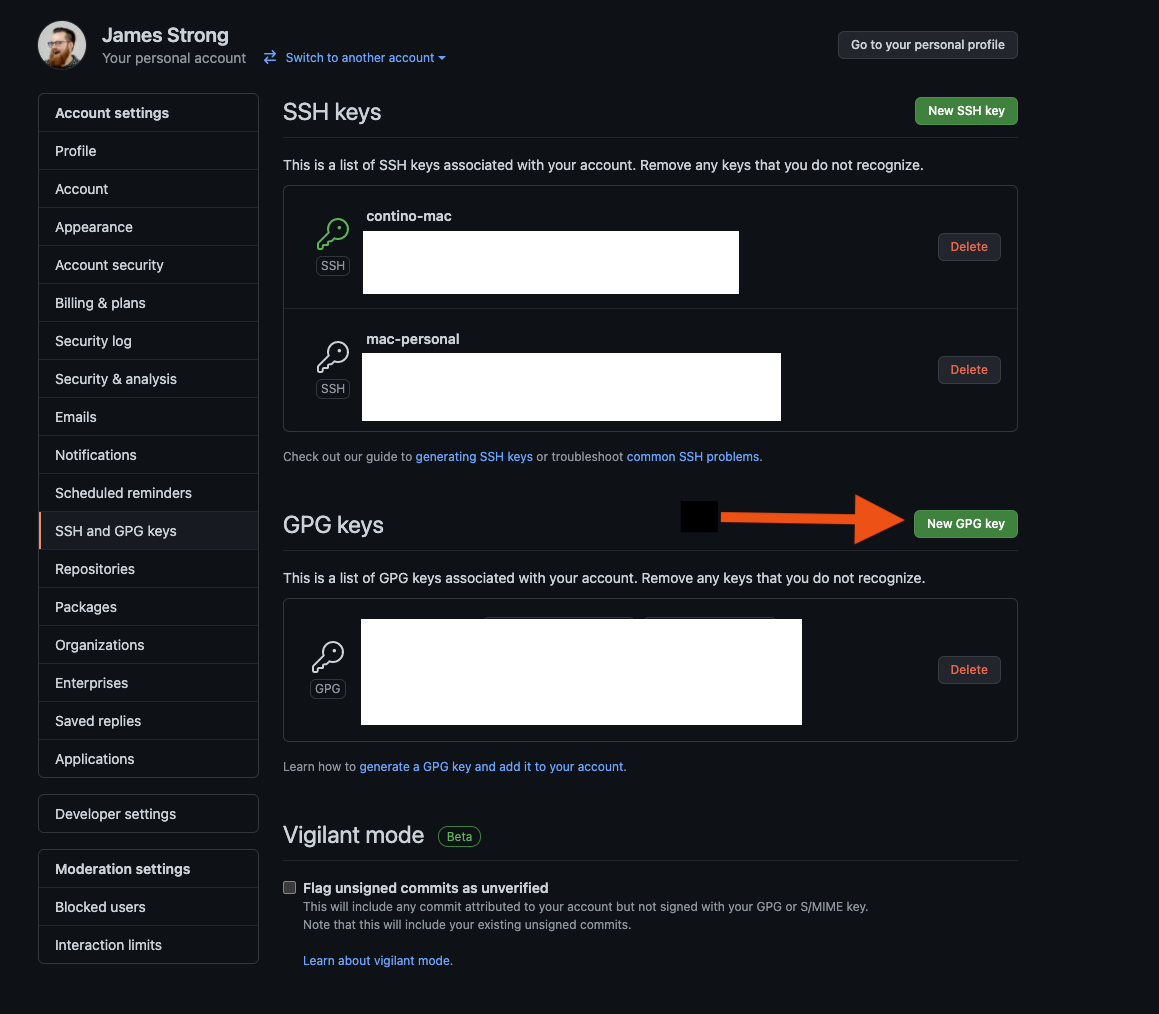 James Strong
Your personal account
Switch to another account
Go to your personal profile
Account settings
Profile
Account
Appearance
Account security
Billing & plans
Security log
Security & analysis
Emails
Notifications
Scheduled reminders
SSH and GPG keys
Repositories
Packages
Organizations
Enterprises
Saved replies
Applications
Developer settings
Moderation settings
Blocked users
Interaction limits
SSH keys
New SSH key
This is a list of SSH keys associated with your account. Remove any keys that you do not recognize.
contino-mac
SSH
Delete
mac-personal
SSH
Delete
Check out our guide to generating SSH keys or troubleshoot common SSH problems.
GPG keys
New GPG key
This is a list of GPG keys associated with your account. Remove any keys that you do not recognize.
GPG
Delete
Learn how to generate a GPG key and add it to your account.
Vigilant mode
Beta
Flag unsigned commits as unverified
This will include any commit attributed to your account but not signed with your GPG or S/MIME key.
Note that this will include your existing unsigned commits.
Learn about vigilant mode.